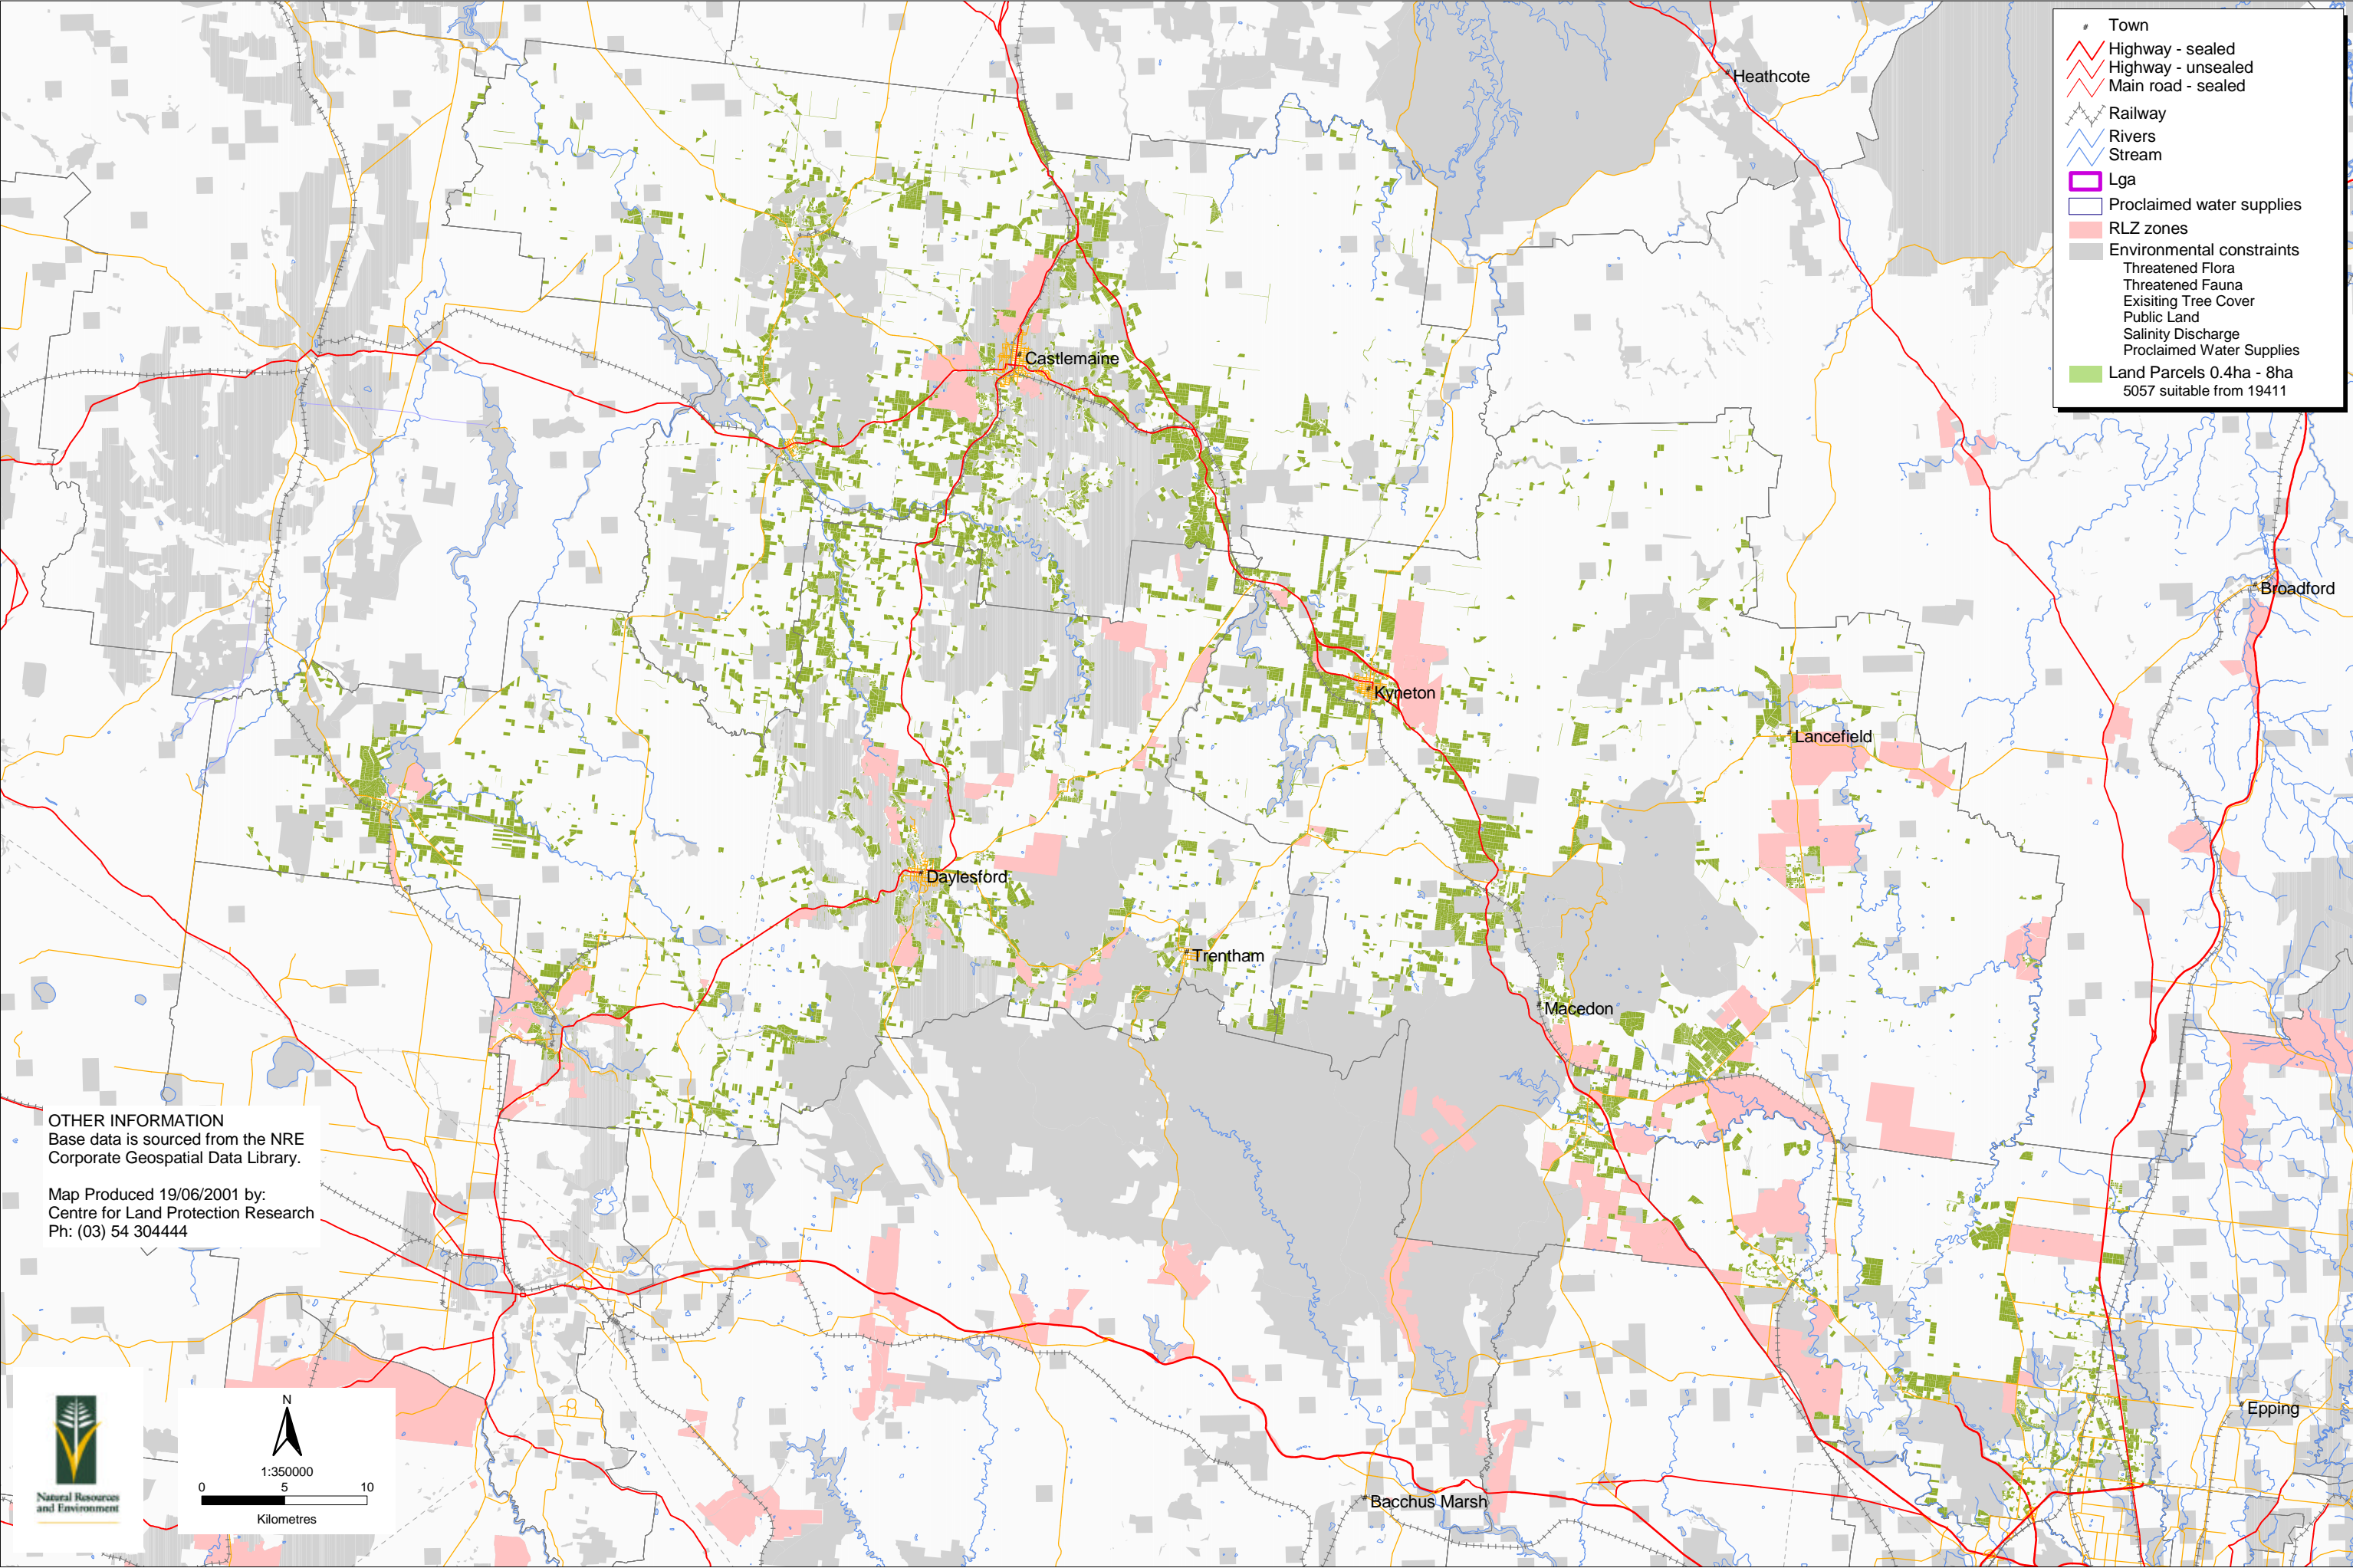 Town
Highway - sealed
Highway - unsealed
Main road - sealed
Railway
Rivers
Stream
Lga
Proclaimed water supplies
RLZ zones
Environmental constraints
Threatened Flora
Threatened Fauna
Exisiting Tree Cover
Public Land
Salinity Discharge
Proclaimed Water Supplies
Land Parcels 0.4ha - 8ha
5057 suitable from 19411
Heathcote
Castlemaine
Broadford
Kyneton
Lancefield
Daylesford
Trentham
Macedon
Epping
Bacchus Marsh
OTHER INFORMATION
Base data is sourced from the NRE
Corporate Geospatial Data Library.
Map Produced 19/06/2001 by:
Centre for Land Protection Research
Ph: (03) 54 304444
Natural Resources
and Environment
N
1:350000
0 5 10
Kilometres